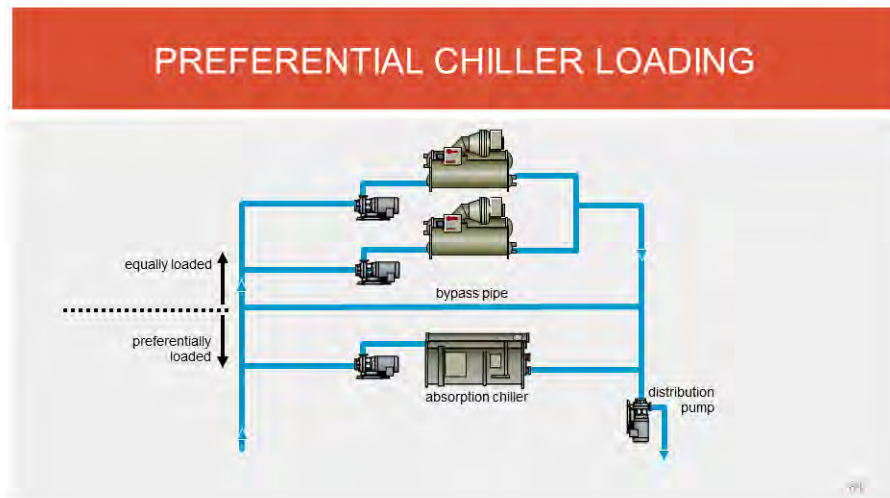 PREFERENTIAL CHILLER LOADING
equally loaded
bypass pipe
preferentially
loaded
absorption chiller
distribution
pump